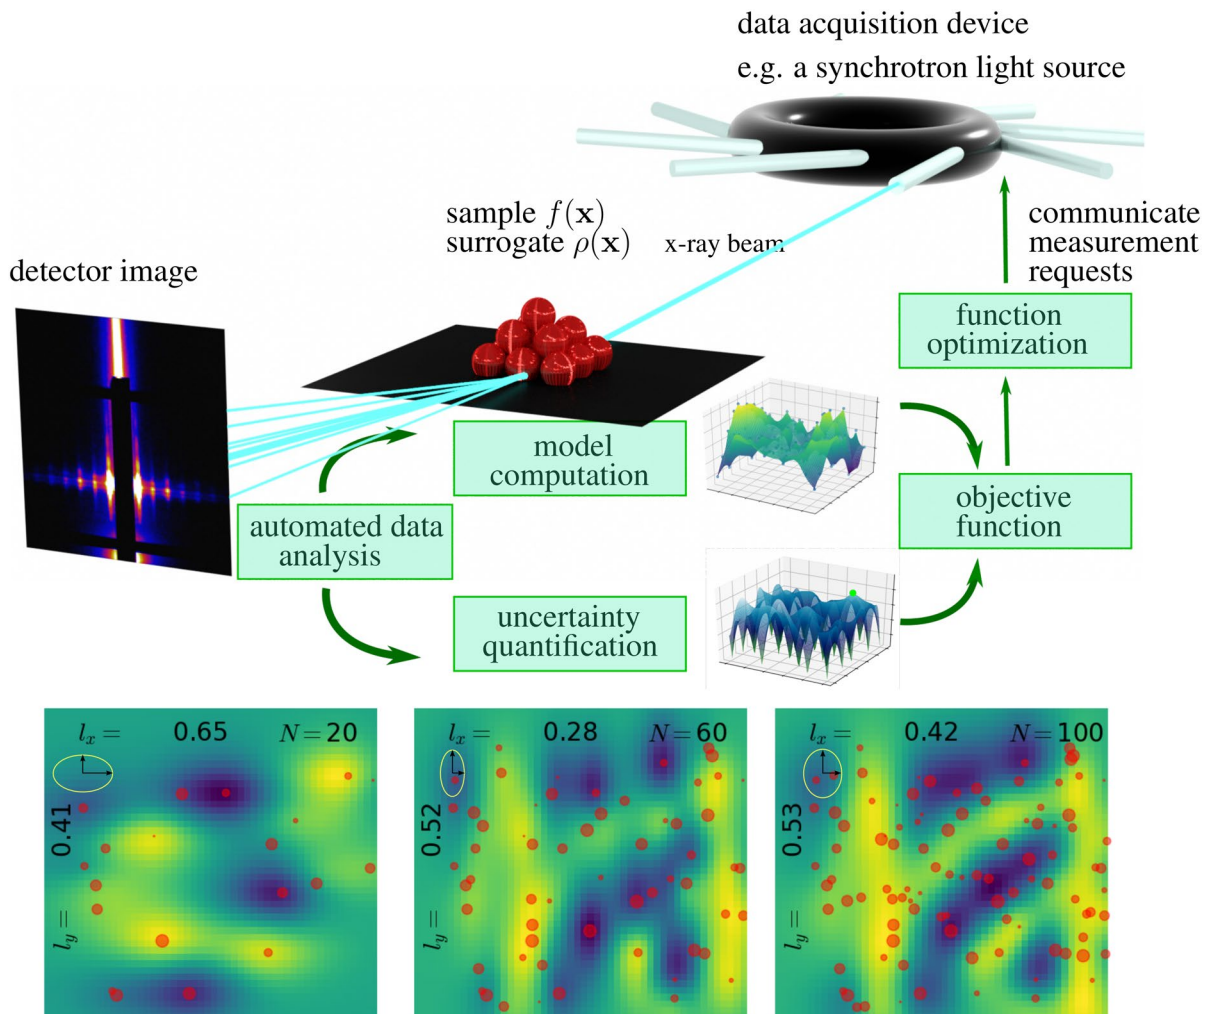 data acquisition device
e.g. a synchrotron light source
sample f(x)
surrogate ρ(x)
x-ray beam
communicate
measurement
requests
detector image
function
optimization
model
computation
objective
function
automated data
analysis
uncertainty
quantification
l_x = 0.65 N = 20
l_y = 0.41
l_x = 0.28 N = 60
l_y = 0.52
l_x = 0.42 N = 100
l_y = 0.53